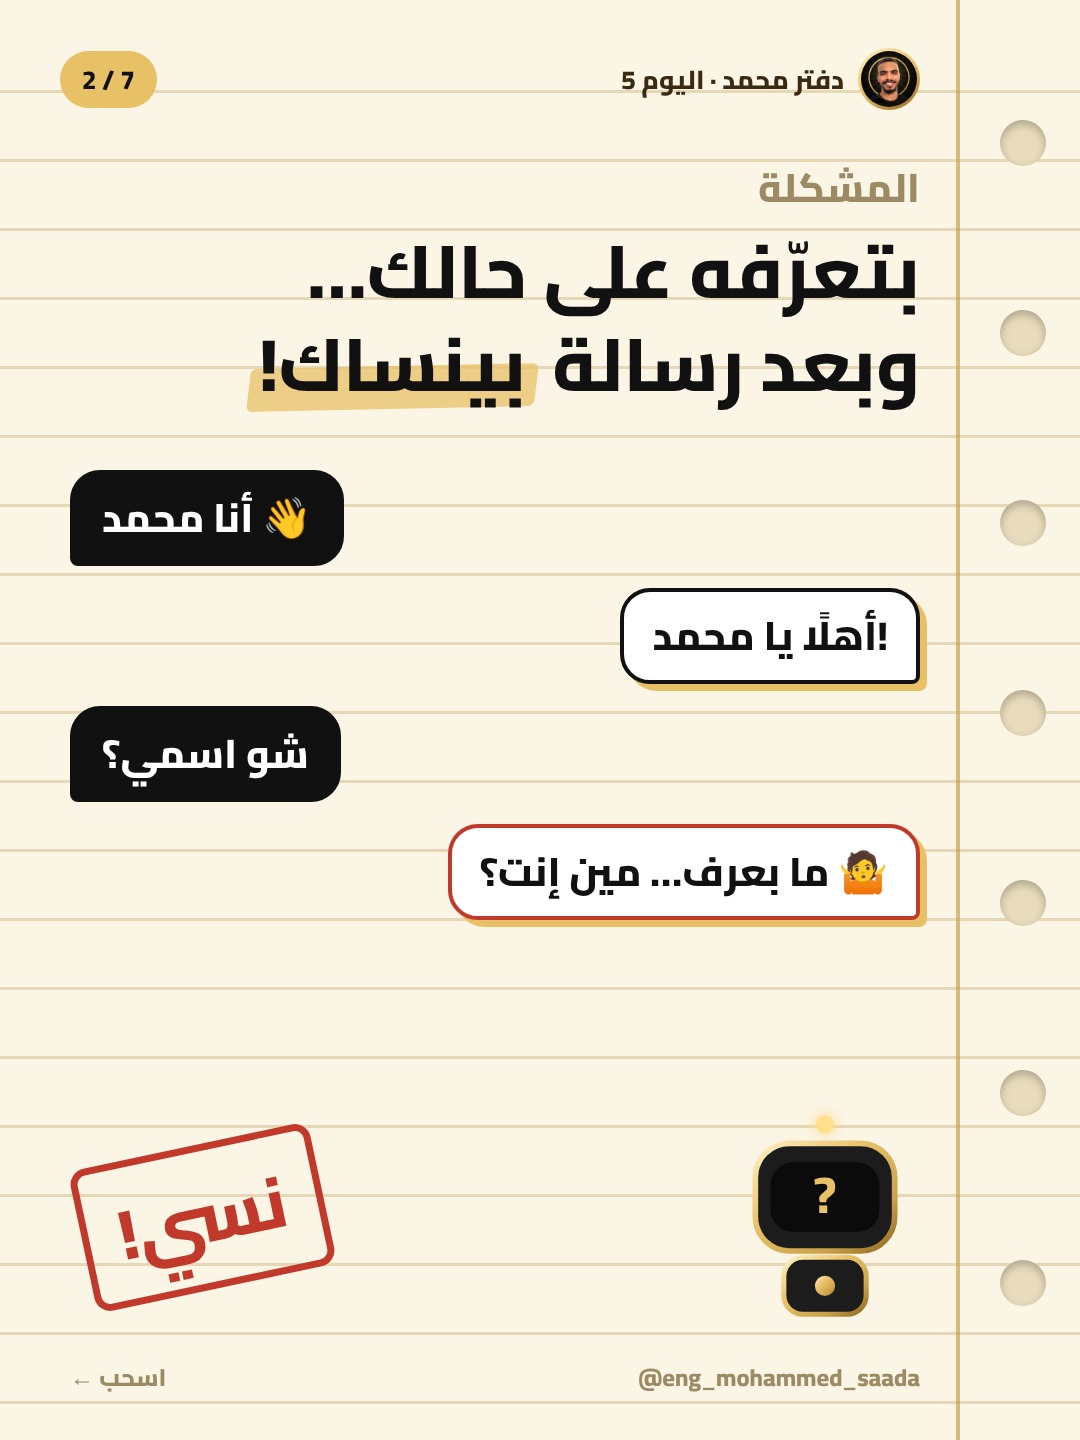 دفتر محمد · اليوم 5
2 / 7
المشكلة
بتعرّفه على حالك...
وبعد رسالة بينساك!
أنا محمد 👋
!أهلًا يا محمد
شو اسمي؟
🤷 ما بعرف... مين إنت؟
?
نسي!
@eng_mohammed_saada
اسحب ←